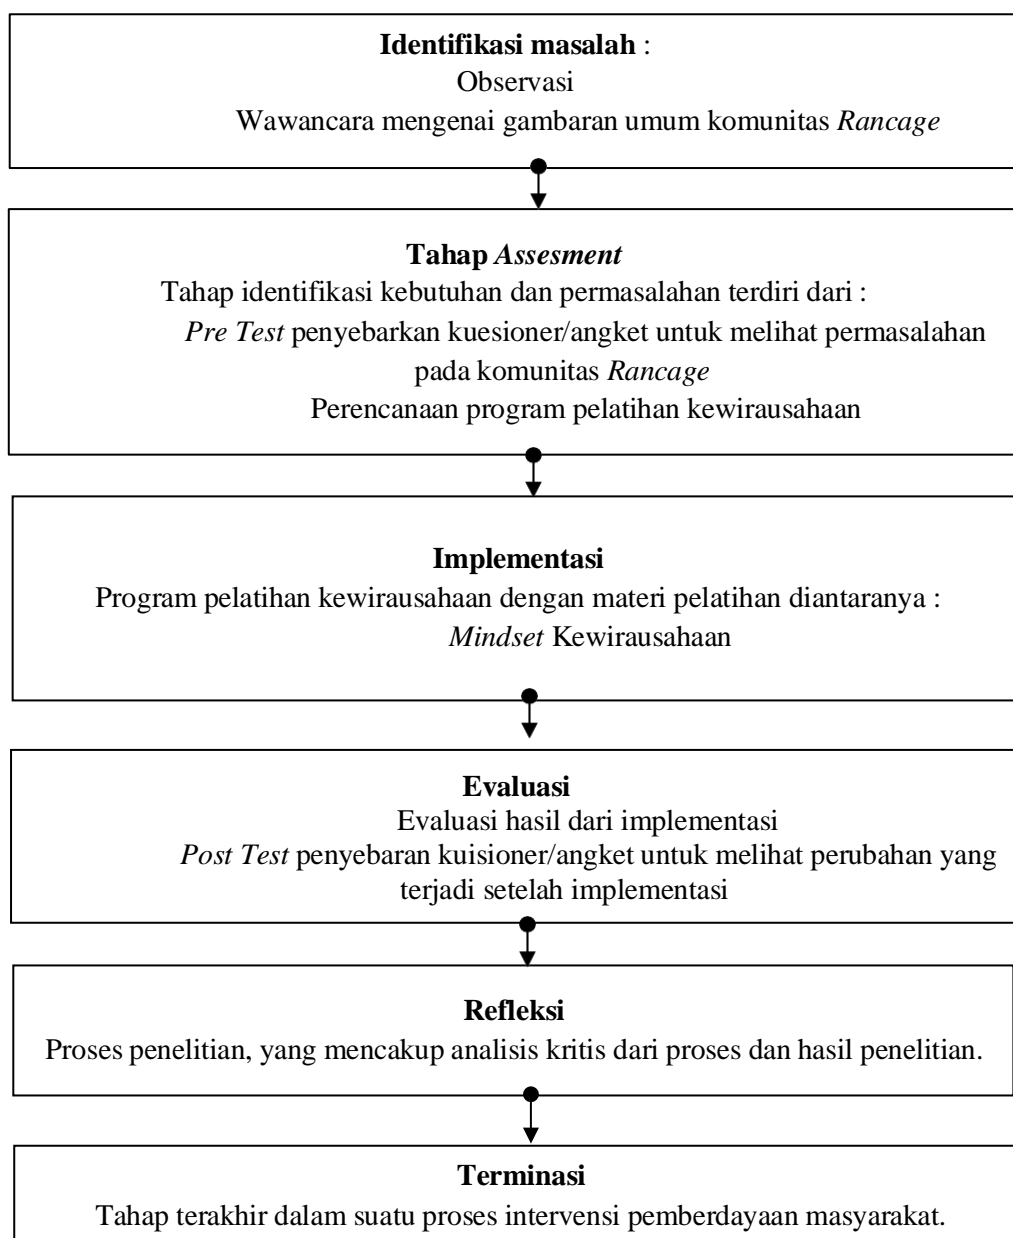 Identifikasi masalah :
Observasi
Wawancara mengenai gambaran umum komunitas Rancage
Tahap Assesment
Tahap identifikasi kebutuhan dan permasalahan terdiri dari :
Pre Test penyebarkan kuesioner/angket untuk melihat permasalahan
pada komunitas Rancage
Perencanaan program pelatihan kewirausahaan
Implementasi
Program pelatihan kewirausahaan dengan materi pelatihan diantaranya :
Mindset Kewirausahaan
Evaluasi
Evaluasi hasil dari implementasi
Post Test penyebaran kuisioner/angket untuk melihat perubahan yang
terjadi setelah implementasi
Refleksi
Proses penelitian, yang mencakup analisis kritis dari proses dan hasil penelitian.
Terminasi
Tahap terakhir dalam suatu proses intervensi pemberdayaan masyarakat.